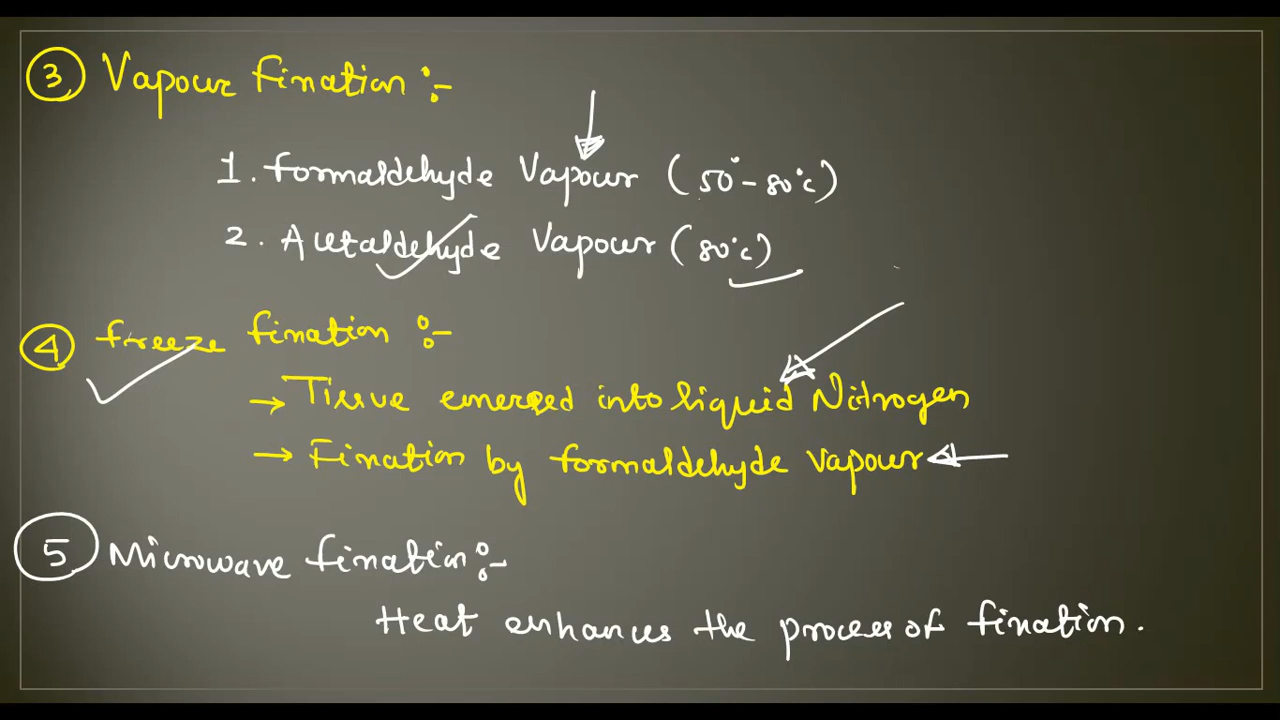 3 Vapour fixation :-
1. formaldehyde Vapour (50° - 80°c)
2. Acetaldehyde Vapour (80°c)
4 freeze fixation :-
→ Tissue emersed into liquid Nitrogen
→ Fixation by formaldehyde vapour
5 Microwave fixation :-
Heat enhances the process of fixation.